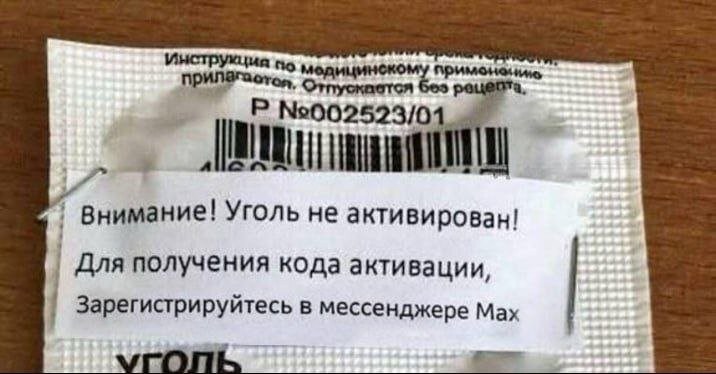 Инструкция по медицинскому применению
прилагается. Отпускается без рецепта.
Р №002523/01
Внимание! Уголь не активирован!
Для получения кода активации,
Зарегистрируйтесь в мессенджере Max
УГОЛЬ